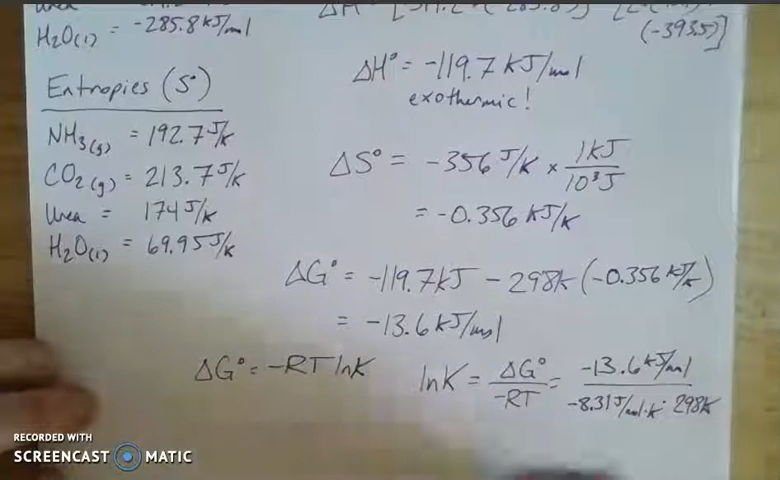 H₂O(l) = -285.8 kJ/mol
(-393.5)]
ΔH° = -119.7 kJ/mol
exothermic!
Entropies (S°)
NH₃(g) = 192.7 J/K
CO₂(g) = 213.7 J/K
Urea = 174 J/K
H₂O(l) = 69.95 J/K
ΔS° = -356 J/K × 1KJ / 10³J
= -0.356 KJ/K
ΔG° = -119.7kJ - 298K (-0.356 kJ/K)
= -13.6 kJ/mol
ΔG° = -RT lnK
lnK = ΔG° / -RT = -13.6 kJ/mol / -8.31 J/mol·K · 298K
RECORDED WITH
SCREENCAST MATIC